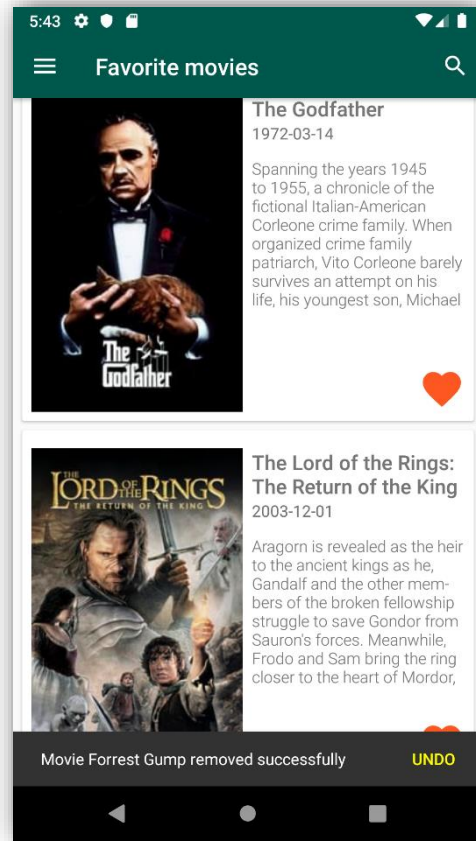 5:43
Favorite movies
The Godfather
1972-03-14
Spanning the years 1945
to 1955, a chronicle of the
fictional Italian-American
Corleone crime family. When
organized crime family
patriarch, Vito Corleone barely
survives an attempt on his
life, his youngest son, Michael
The
Godfather
The Lord of the Rings:
The Return of the King
2003-12-01
Aragorn is revealed as the heir
to the ancient kings as he,
Gandalf and the other mem-
bers of the broken fellowship
struggle to save Gondor from
Sauron's forces. Meanwhile,
Frodo and Sam bring the ring
closer to the heart of Mordor,
THE
LORD OF THE RINGS
THE RETURN OF THE KING
Movie Forrest Gump removed successfully
UNDO